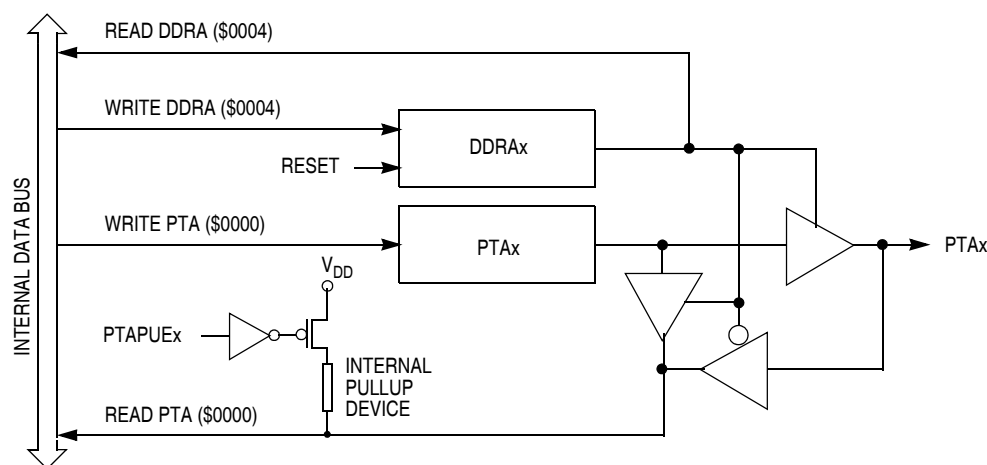 READ DDRA ($0004)
WRITE DDRA ($0004)
DDRAx
RESET
INTERNAL DATA BUS
WRITE PTA ($0000)
PTAx
PTAx
VDD
PTAPUEx
INTERNAL
PULLUP
DEVICE
READ PTA ($0000)